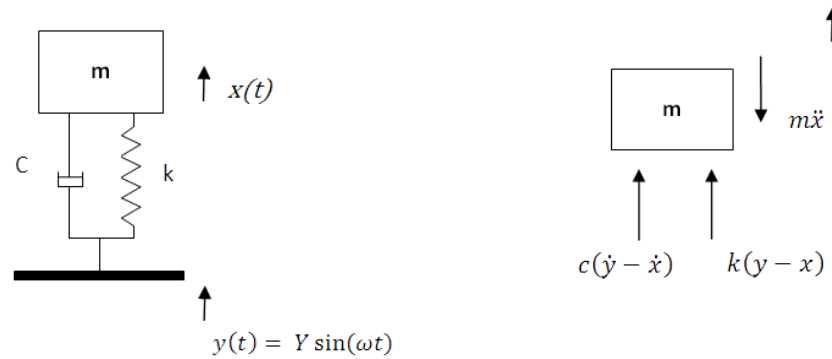 m
x(t)
C
k
y(t) = Y sin(ωt)
m
mẍ
c(ẏ − ẋ)
k(y − x)